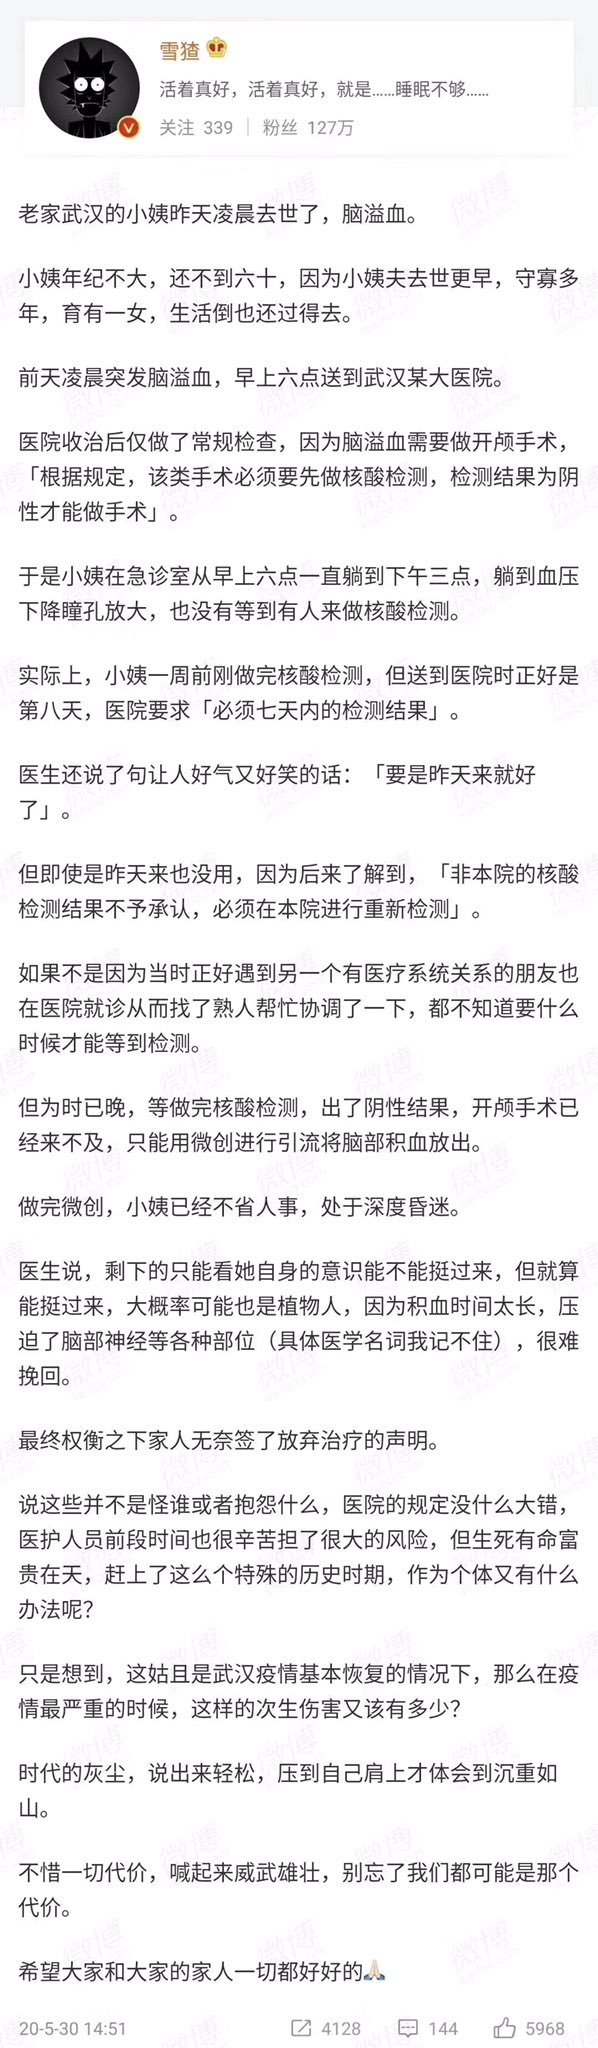 雪猹
活着真好，活着真好，就是……睡眠不够……
关注 339 | 粉丝 127万
老家武汉的小姨昨天凌晨去世了，脑溢血。
小姨年纪不大，还不到六十，因为小姨夫去世更早，守寡多
年，育有一女，生活倒也还过得去。
前天凌晨突发脑溢血，早上六点送到武汉某大医院。
医院收治后仅做了常规检查，因为脑溢血需要做开颅手术，
「根据规定，该类手术必须要先做核酸检测，检测结果为阴
性才能做手术」。
于是小姨在急诊室从早上六点一直躺到下午三点，躺到血压
下降瞳孔放大，也没有等到有人来做核酸检测。
实际上，小姨一周前刚做完核酸检测，但送到医院时正好是
第八天，医院要求「必须七天内的检测结果」。
医生还说了句让人好气又好笑的话：「要是昨天来就好
了」。
但即使是昨天来也没用，因为后来了解到，「非本院的核酸
检测结果不予承认，必须在本院进行重新检测」。
如果不是因为当时正好遇到另一个有医疗系统关系的朋友也
在医院就诊从而找了熟人帮忙协调了一下，都不知道要什么
时候才能等到检测。
但为时已晚，等做完核酸检测，出了阴性结果，开颅手术已
经来不及，只能用微创进行引流将脑部积血放出。
做完微创，小姨已经不省人事，处于深度昏迷。
医生说，剩下的只能看她自身的意识能不能挺过来，但就算
能挺过来，大概率可能也是植物人，因为积血时间太长，压
迫了脑部神经等各种部位（具体医学名词我记不住），很难
挽回。
最终权衡之下家人无奈签了放弃治疗的声明。
说这些并不是怪谁或者抱怨什么，医院的规定没什么大错，
医护人员前段时间也很辛苦担了很大的风险，但生死有命富
贵在天，赶上了这么个特殊的历史时期，作为个体又有什么
办法呢？
只是想到，这姑且是武汉疫情基本恢复的情况下，那么在疫
情最严重的时候，这样的次生伤害又该有多少？
时代的灰尘，说出来轻松，压到自己肩上才体会到沉重如
山。
不惜一切代价，喊起来威武雄壮，别忘了我们都可能是那个
代价。
希望大家和大家的家人一切都好好的🙏🏻
20-5-30 14:51 4128 144 5968